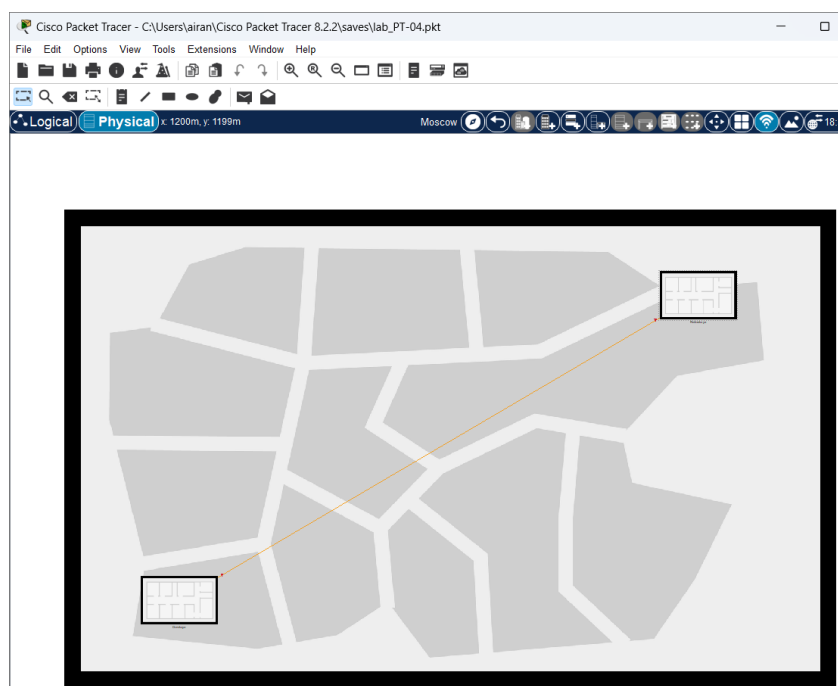 Cisco Packet Tracer - C:\Users\airan\Cisco Packet Tracer 8.2.2\saves\lab_PT-04.pkt
File Edit Options View Tools Extensions Window Help
Logical Physical x: 1200m, y: 1199m Moscow 18: